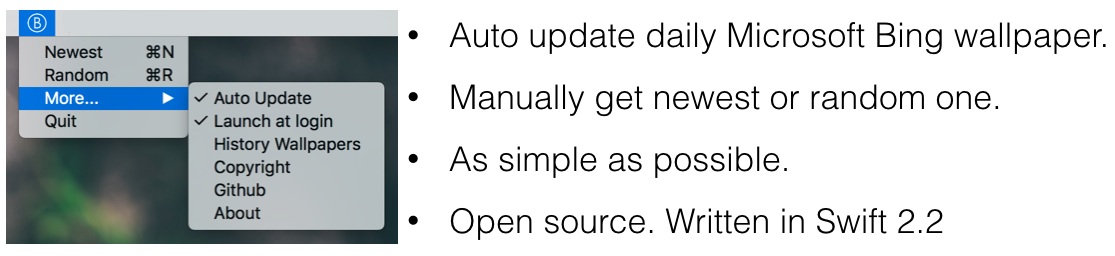 Ⓑ
Newest ⌘N
Random ⌘R
More... ▶
Quit
✓ Auto Update
✓ Launch at login
History Wallpapers
Copyright
Github
About
• Auto update daily Microsoft Bing wallpaper.
• Manually get newest or random one.
• As simple as possible.
• Open source. Written in Swift 2.2